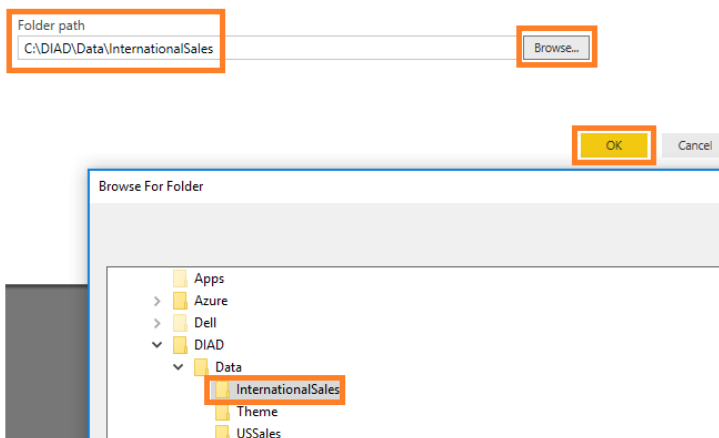 Folder path
C:\DIAD\Data\InternationalSales
Browse...
OK
Cancel
Browse For Folder
Apps
Azure
Dell
DIAD
Data
InternationalSales
Theme
USSales